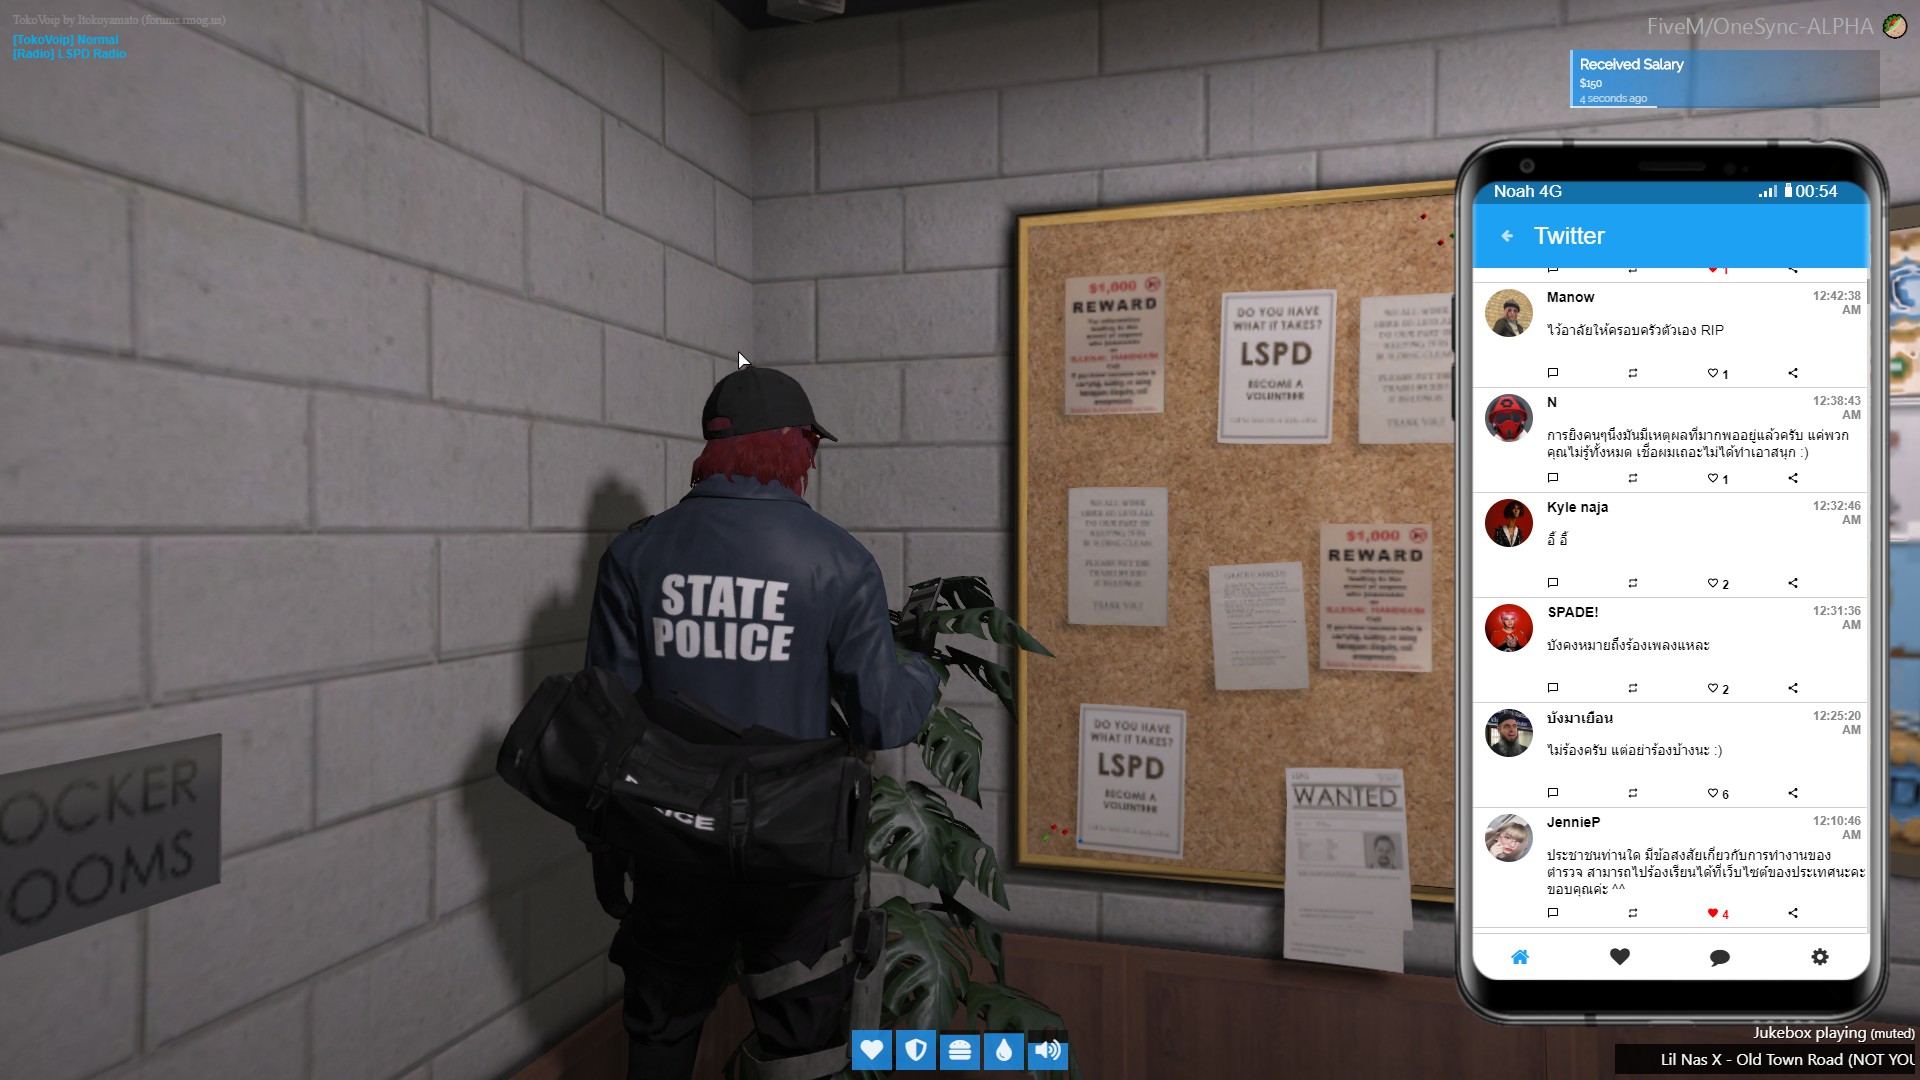 TokoVoip by Itokoyamato (forums.rmog.us)
[TokoVoip] Normal
[Radio] LSPD Radio
FiveM/OneSync-ALPHA
Received Salary
$150
4 seconds ago
Noah 4G
00:54
Twitter
1
Manow
12:42:38 AM
ไว้อาลัยให้ครอบครัวตัวเอง RIP
1
N
12:38:43 AM
การยิงคนๆนึงมันมีเหตุผลที่มากพออยู่แล้วครับ แค่พวก
คุณไม่รู้ทั้งหมด เชื่อผมเถอะไม่ได้ทำเอาสนุก :)
1
Kyle naja
12:32:46 AM
อิ้ อิ้
2
SPADE!
12:31:36 AM
บังคงหมายถึงร้องเพลงแหละ
2
บังมาเยือน
12:25:20 AM
ไม่ร้องครับ แต่อย่าร้องบ้างนะ :)
6
JennieP
12:10:46 AM
ประชาชนท่านใด มีข้อสงสัยเกี่ยวกับการทำงานของ
ตำรวจ สามารถไปร้องเรียนได้ที่เว็บไซต์ของประเทศนะคะ
ขอบคุณค่ะ ^^
4
$1,000
REWARD
DO YOU HAVE
WHAT IT TAKES?
LSPD
BECOME A
VOLUNTEER
$1,000
REWARD
DO YOU HAVE
WHAT IT TAKES?
LSPD
BECOME A
VOLUNTEER
THANK YOU!
WANTED
STATE
POLICE
OCKER
OOMS
Jukebox playing (muted)
Lil Nas X - Old Town Road (NOT YOU